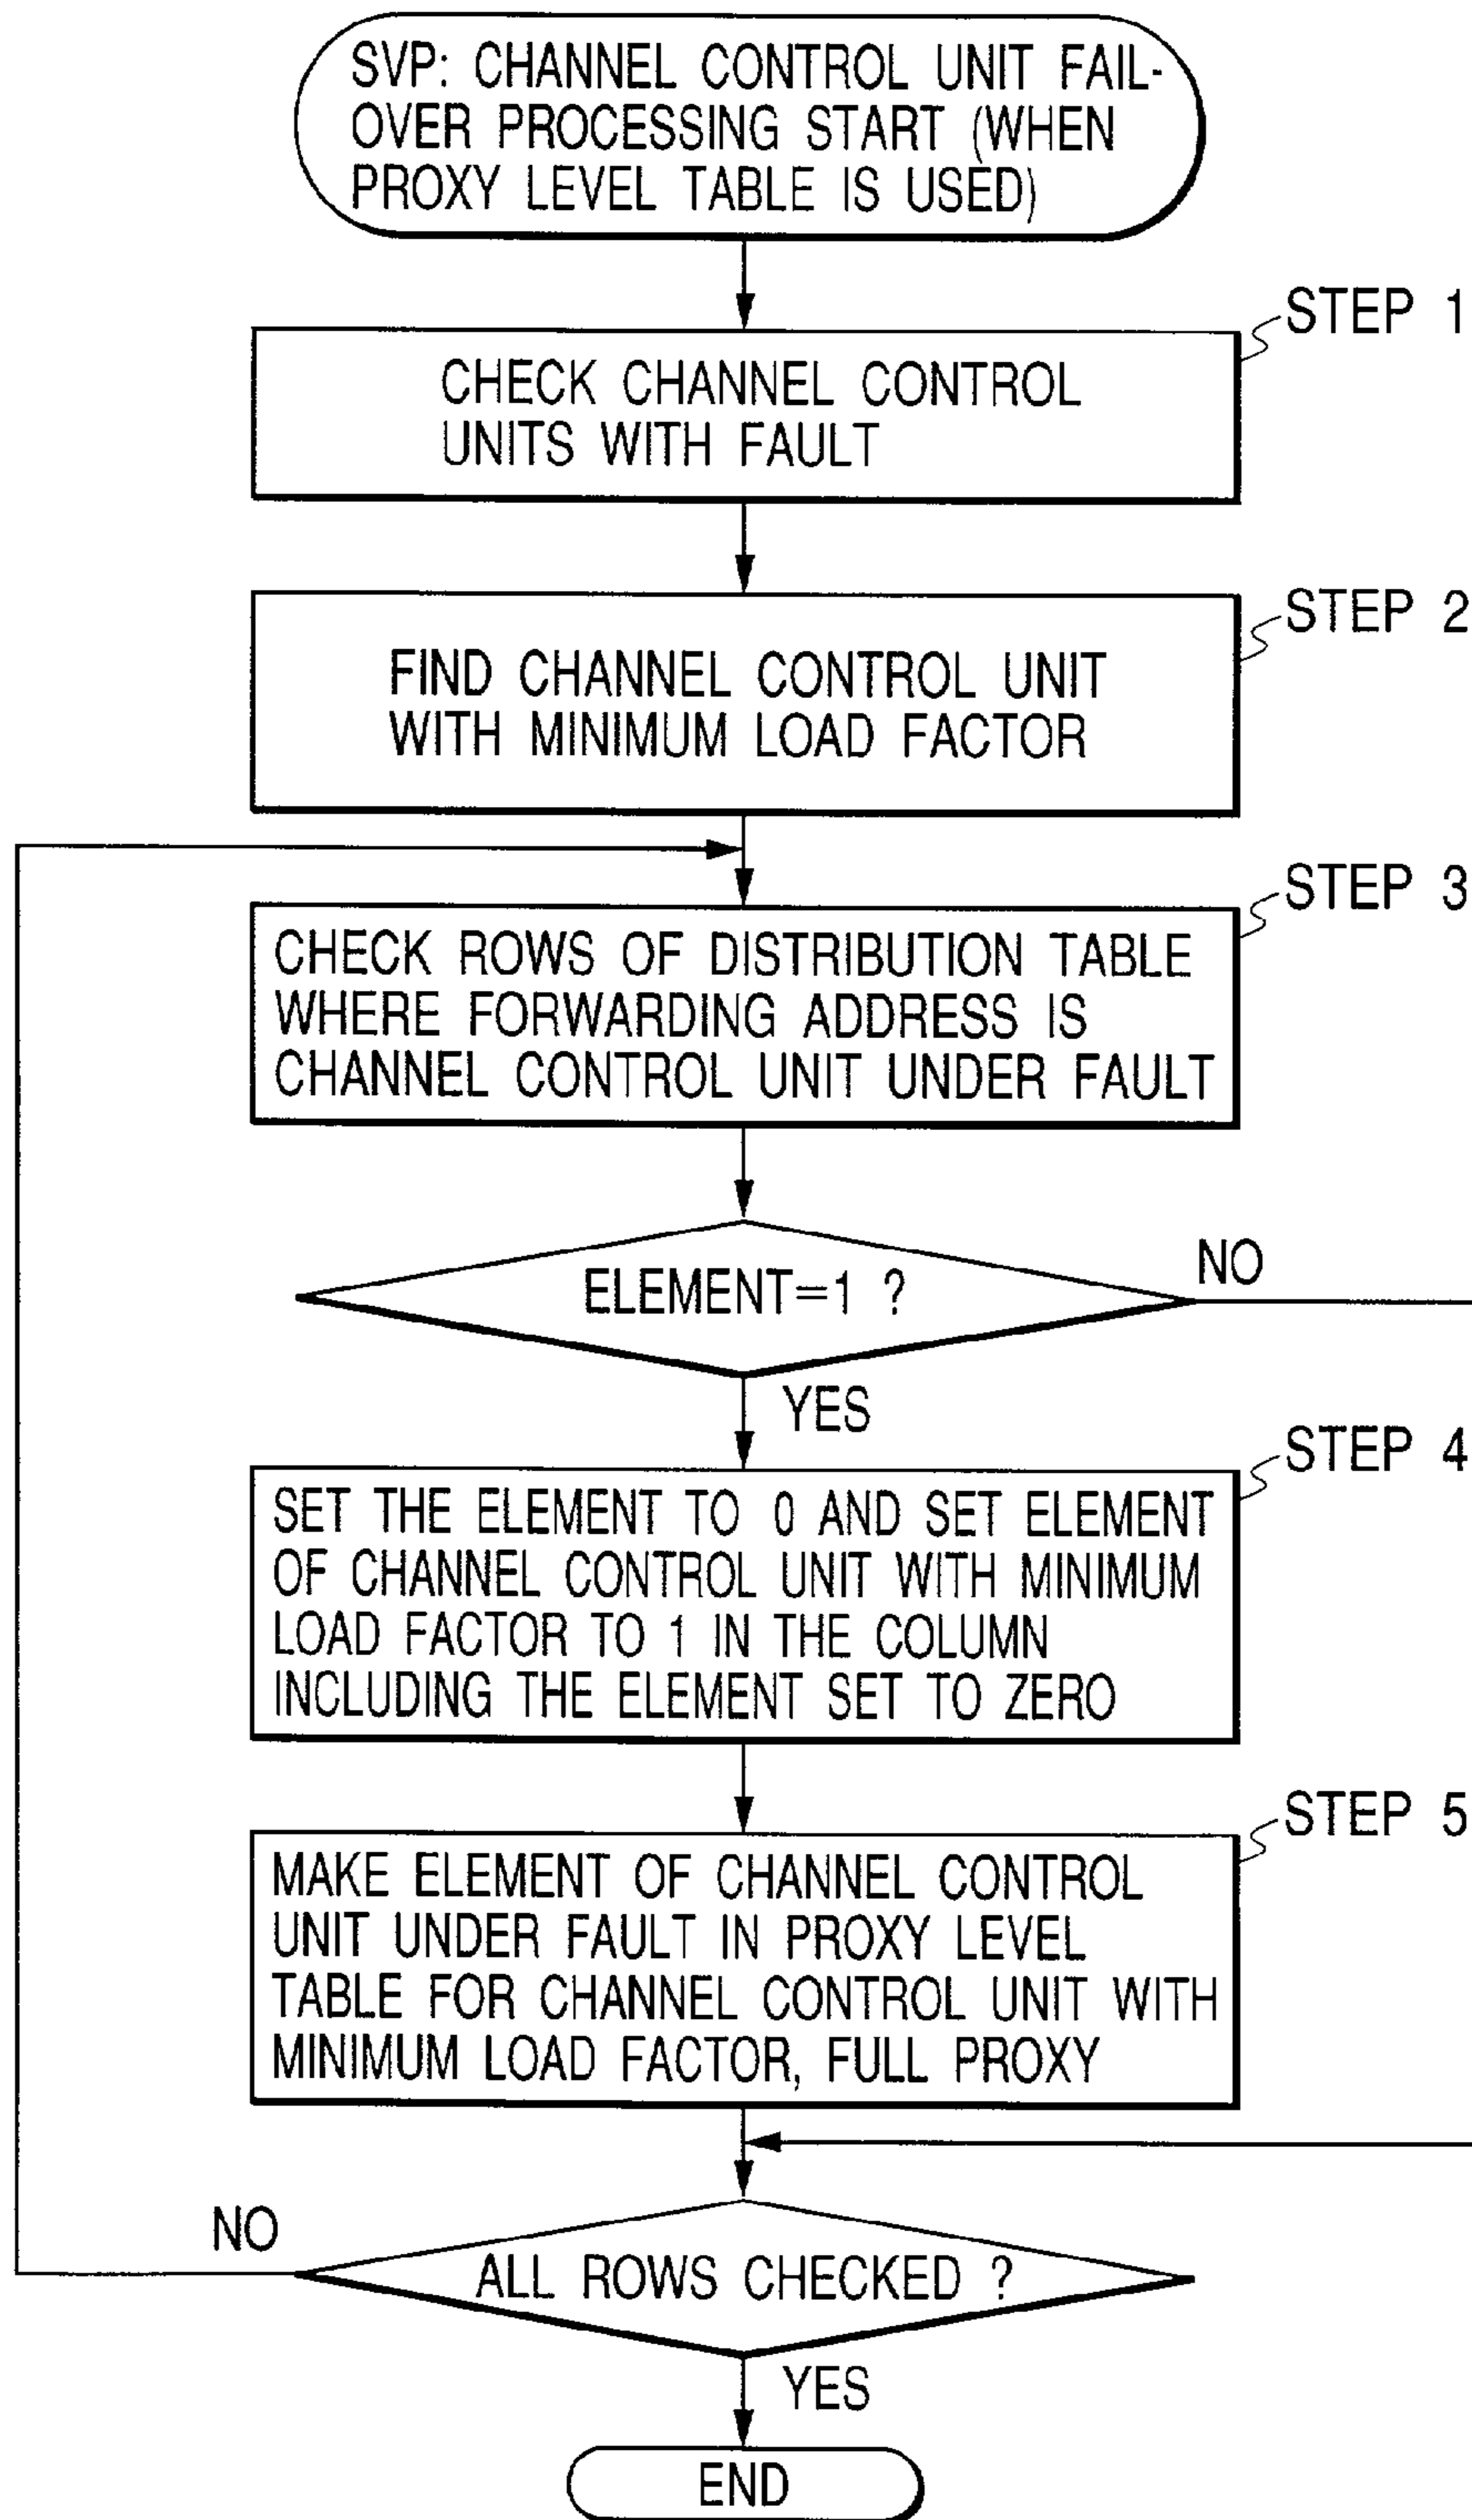 SVP: CHANNEL CONTROL UNIT FAIL-
OVER PROCESSING START (WHEN
PROXY LEVEL TABLE IS USED)
STEP 1
CHECK CHANNEL CONTROL
UNITS WITH FAULT
STEP 2
FIND CHANNEL CONTROL UNIT
WITH MINIMUM LOAD FACTOR
STEP 3
CHECK ROWS OF DISTRIBUTION TABLE
WHERE FORWARDING ADDRESS IS
CHANNEL CONTROL UNIT UNDER FAULT
NO
ELEMENT=1 ?
YES
STEP 4
SET THE ELEMENT TO 0 AND SET ELEMENT
OF CHANNEL CONTROL UNIT WITH MINIMUM
LOAD FACTOR TO 1 IN THE COLUMN
INCLUDING THE ELEMENT SET TO ZERO
STEP 5
MAKE ELEMENT OF CHANNEL CONTROL
UNIT UNDER FAULT IN PROXY LEVEL
TABLE FOR CHANNEL CONTROL UNIT WITH
MINIMUM LOAD FACTOR, FULL PROXY
NO
ALL ROWS CHECKED ?
YES
END